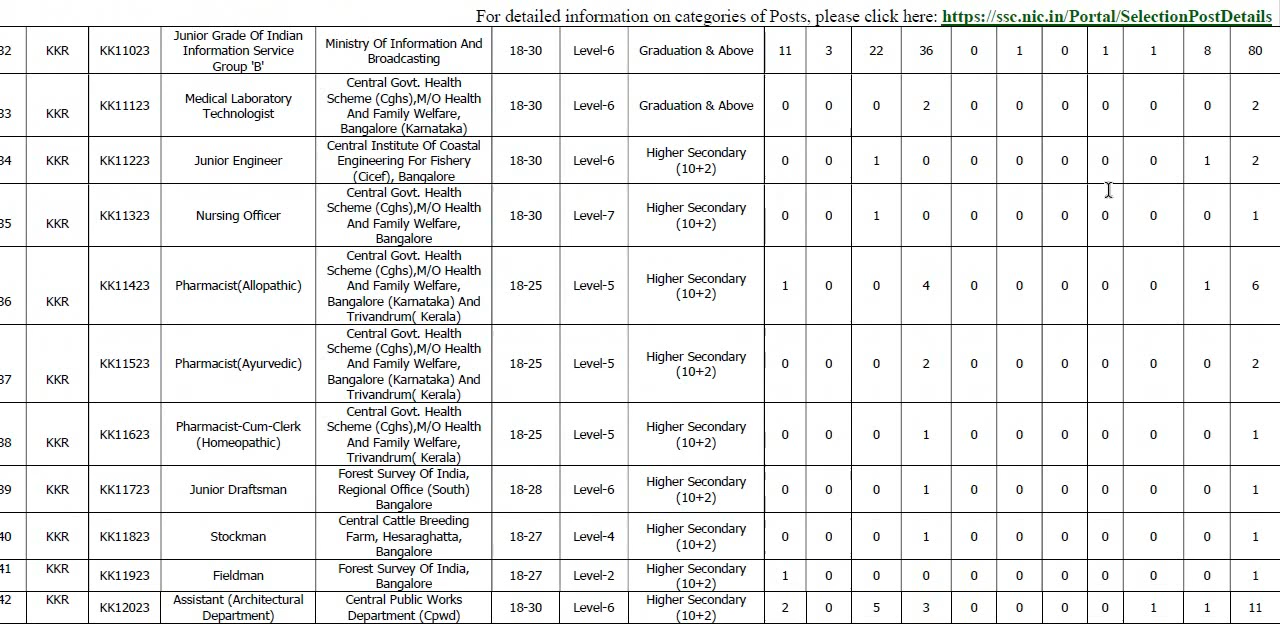 For detailed information on categories of Posts, please click here: https://ssc.nic.in/Portal/SelectionPostDetails
32 KKR KK11023 Junior Grade Of Indian Information Service Group 'B' Ministry Of Information And Broadcasting 18-30 Level-6 Graduation & Above 11 3 22 36 0 1 0 1 1 8 80
33 KKR KK11123 Medical Laboratory Technologist Central Govt. Health Scheme (Cghs),M/O Health And Family Welfare, Bangalore (Karnataka) 18-30 Level-6 Graduation & Above 0 0 0 2 0 0 0 0 0 0 2
34 KKR KK11223 Junior Engineer Central Institute Of Coastal Engineering For Fishery (Cicef), Bangalore 18-30 Level-6 Higher Secondary (10+2) 0 0 1 0 0 0 0 0 0 1 2
35 KKR KK11323 Nursing Officer Central Govt. Health Scheme (Cghs),M/O Health And Family Welfare, Bangalore 18-30 Level-7 Higher Secondary (10+2) 0 0 1 0 0 0 0 0 0 0 1
36 KKR KK11423 Pharmacist(Allopathic) Central Govt. Health Scheme (Cghs),M/O Health And Family Welfare, Bangalore (Karnataka) And Trivandrum( Kerala) 18-25 Level-5 Higher Secondary (10+2) 1 0 0 4 0 0 0 0 0 1 6
37 KKR KK11523 Pharmacist(Ayurvedic) Central Govt. Health Scheme (Cghs),M/O Health And Family Welfare, Bangalore (Karnataka) And Trivandrum( Kerala) 18-25 Level-5 Higher Secondary (10+2) 0 0 0 2 0 0 0 0 0 0 2
38 KKR KK11623 Pharmacist-Cum-Clerk (Homeopathic) Central Govt. Health Scheme (Cghs),M/O Health And Family Welfare, Trivandrum( Kerala) 18-25 Level-5 Higher Secondary (10+2) 0 0 0 1 0 0 0 0 0 0 1
39 KKR KK11723 Junior Draftsman Forest Survey Of India, Regional Office (South) Bangalore 18-28 Level-6 Higher Secondary (10+2) 0 0 0 1 0 0 0 0 0 0 1
40 KKR KK11823 Stockman Central Cattle Breeding Farm, Hesaraghatta, Bangalore 18-27 Level-4 Higher Secondary (10+2) 0 0 0 1 0 0 0 0 0 0 1
41 KKR KK11923 Fieldman Forest Survey Of India, Bangalore 18-27 Level-2 Higher Secondary (10+2) 1 0 0 0 0 0 0 0 0 0 1
42 KKR KK12023 Assistant (Architectural Department) Central Public Works Department (Cpwd) 18-30 Level-6 Higher Secondary (10+2) 2 0 5 3 0 0 0 0 1 1 11